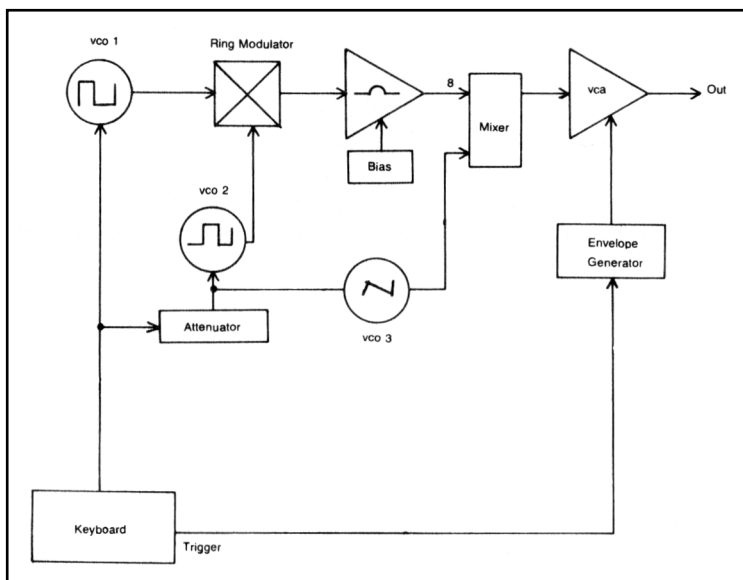 vco 1
Ring Modulator
8
vca
Out
Mixer
Bias
vco 2
Envelope
Generator
Attenuator
vco 3
Keyboard
Trigger